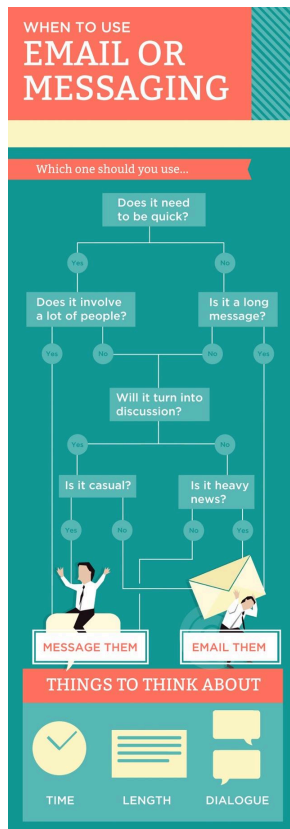 WHEN TO USE
EMAIL OR
MESSAGING
Which one should you use...
Does it need
to be quick?
Yes
No
Does it involve
a lot of people?
Is it a long
message?
Yes
No
No
Yes
Will it turn into
discussion?
Yes
No
Is it casual?
Is it heavy
news?
Yes
No
No
Yes
MESSAGE THEM
EMAIL THEM
THINGS TO THINK ABOUT
TIME
LENGTH
DIALOGUE